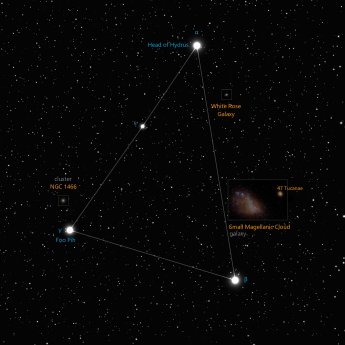 α
Head of Hydrus
White Rose
Galaxy
ν
cluster
NGC 1466
47 Tucanae
γ
Foo Pih
Small Magellanic Cloud
galaxy
β